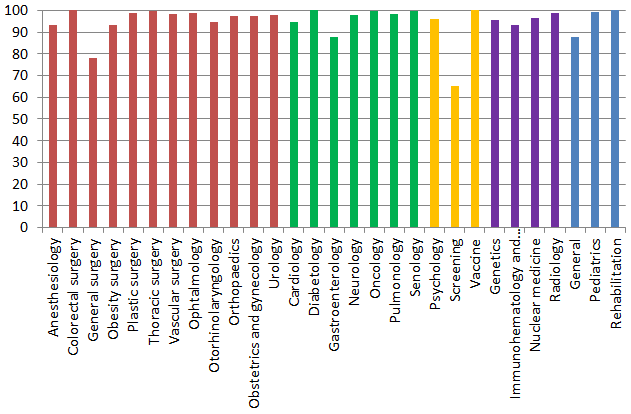 100
90
80
70
60
50
40
30
20
10
0
Anesthesiology
Colorectal surgery
General surgery
Obesity surgery
Plastic surgery
Thoracic surgery
Vascular surgery
Ophtalmology
Otorhinolaryngology
Orthopaedics
Obstetrics and gynecology
Urology
Cardiology
Diabetology
Gastroenterology
Neurology
Oncology
Pulmonology
Senology
Psychology
Screening
Vaccine
Genetics
Immunohematology and...
Nuclear medicine
Radiology
General
Pediatrics
Rehabilitation